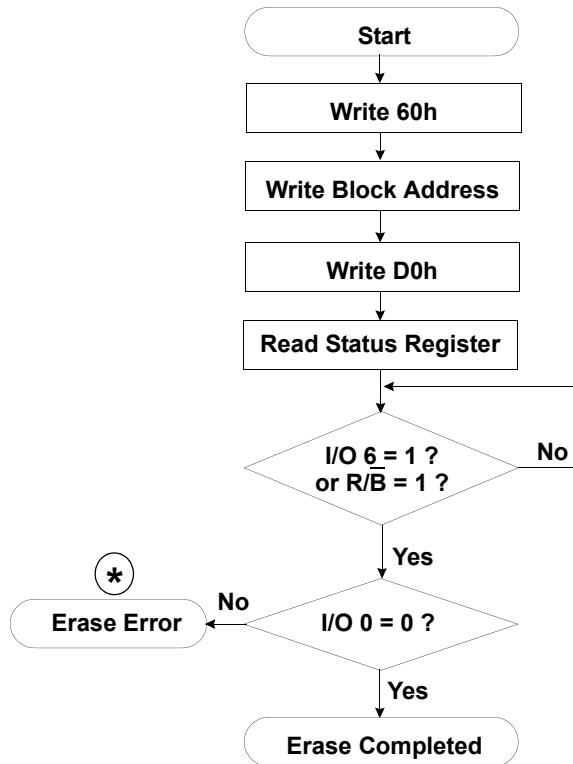 Start
Write 60h
Write Block Address
Write D0h
Read Status Register
I/O 6 = 1 ?
or R/B̅ = 1 ?
No
Yes
*
No
Erase Error
I/O 0 = 0 ?
Yes
Erase Completed